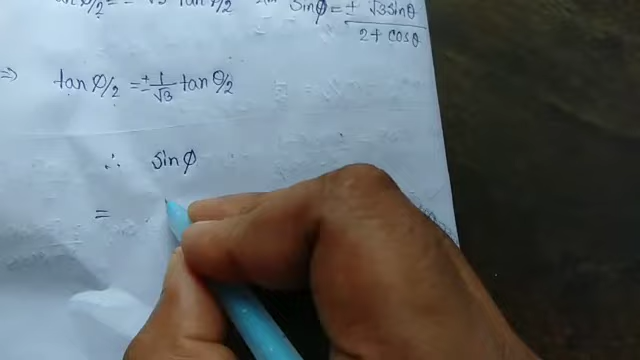 sinφ = ± √3 sinθ / 2 + cosθ
⇒ tan φ/2 = ± 1/√3 tan θ/2
∴ sinφ
=